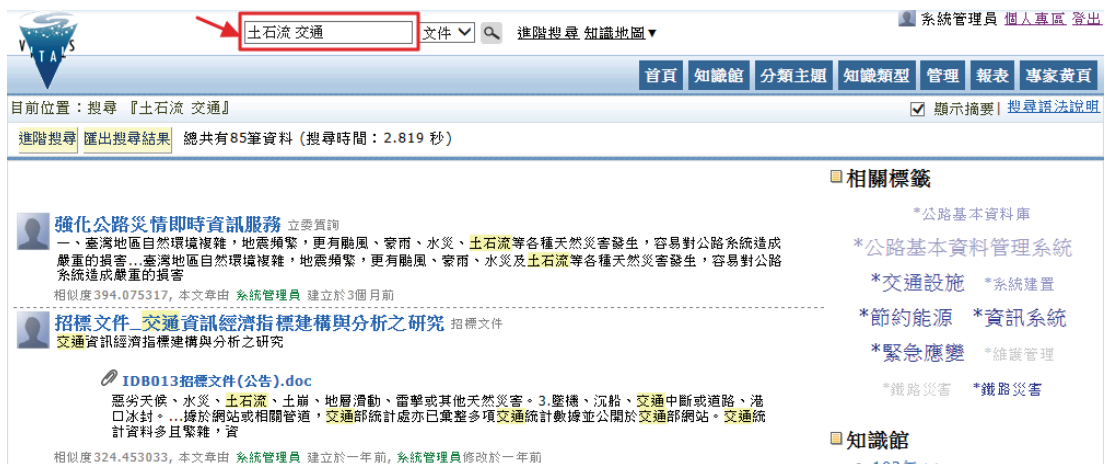 VITALS
土石流 交通
文件
進階搜尋 知識地圖▼
系統管理員 個人專區 登出
首頁 知識館 分類主題 知識類型 管理 報表 專家黃頁
目前位置：搜尋 『土石流 交通』
顯示摘要| 搜尋語法說明
進階搜尋 匯出搜尋結果 總共有85筆資料 (搜尋時間：2.819 秒)
強化公路災情即時資訊服務 立委質詢
一、臺灣地區自然環境複雜，地震頻繁，更有颱風、豪雨、水災、土石流等各種天然災害發生，容易對公路系統造成
嚴重的損害...臺灣地區自然環境複雜，地震頻繁，更有颱風、豪雨、水災及土石流等各種天然災害發生，容易對公路
系統造成嚴重的損害
相似度394.075317, 本文章由 系統管理員 建立於3個月前
招標文件_交通資訊經濟指標建構與分析之研究 招標文件
交通資訊經濟指標建構與分析之研究
IDB013招標文件(公告).doc
惡劣天候、水災、土石流、土崩、地層滑動、雷擊或其他天然災害。3.墜機、沉船、交通中斷或道路、港
口冰封。...據於網站或相關管道，交通部統計處亦已彙整多項交通統計數據並公開於交通部網站。交通統
計資料多且繁雜，資
相似度324.453033, 本文章由 系統管理員 建立於一年前, 系統管理員修改於一年前
相關標籤
*公路基本資料庫
*公路基本資料管理系統
*交通設施 *系統建置
*節約能源 *資訊系統
*緊急應變 *維護管理
*鐵路災害 *鐵路災害
知識館